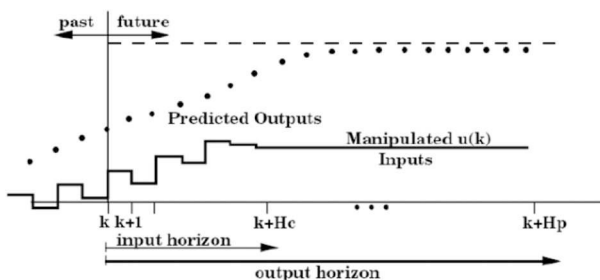 past future
Predicted Outputs
Manipulated u(k)
Inputs
k k+1 k+Hc k+Hp
input horizon
output horizon